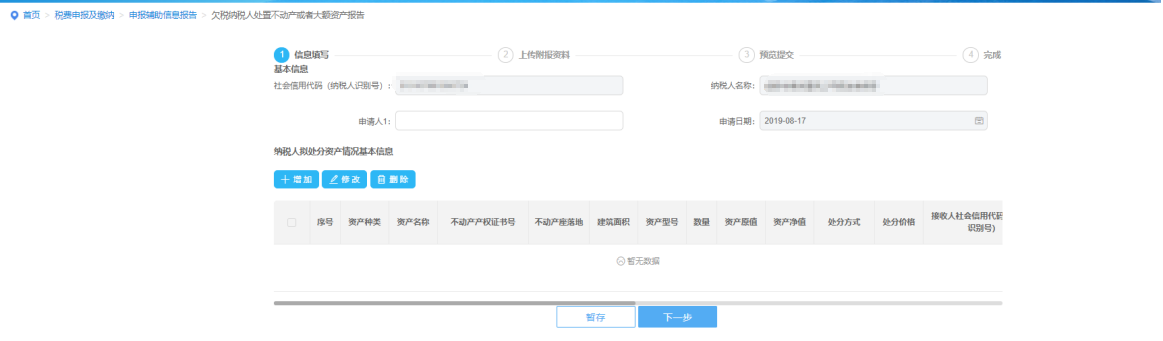 首页 > 税费申报及缴纳 > 申报辅助信息报告 > 欠税纳税人处置不动产或者大额资产报告
1 信息填写 2 上传附报资料 3 预览提交 4 完成
基本信息
社会信用代码（纳税人识别号）： 纳税人名称：
申请人1： 申请日期： 2019-08-17
纳税人拟处分资产情况基本信息
增加 修改 删除
序号 资产种类 资产名称 不动产产权证书号 不动产座落地 建筑面积 资产型号 数量 资产原值 资产净值 处分方式 处分价格 接收人社会信用代码
识别号)
暂无数据
暂存 下一步